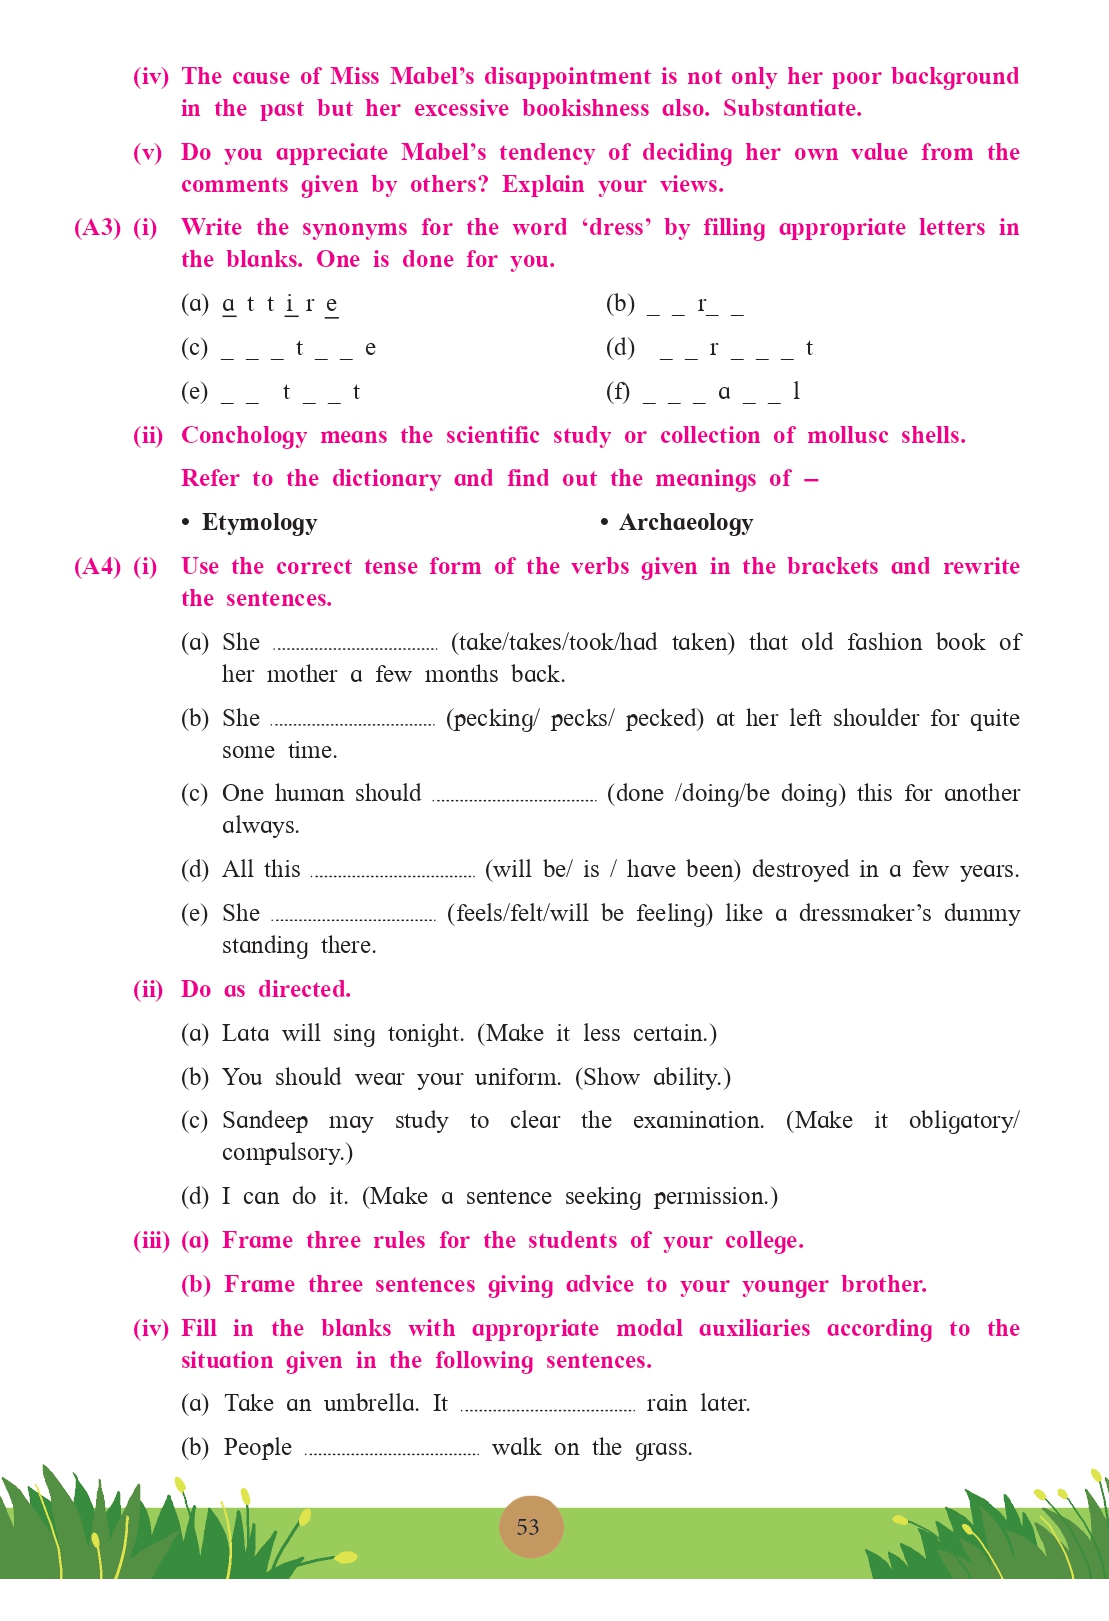 (iv) The cause of Miss Mabel's disappointment is not only her poor background
in the past but her excessive bookishness also. Substantiate.
(v) Do you appreciate Mabel's tendency of deciding her own value from the
comments given by others? Explain your views.
(A3) (i) Write the synonyms for the word ‘dress’ by filling appropriate letters in
the blanks. One is done for you.
(a) a t t i r e (b) _ _ r_ _
(c) _ _ _ t _ _ e (d) _ _ r _ _ _ t
(e) _ _ t _ _ t (f) _ _ _ a _ _ l
(ii) Conchology means the scientific study or collection of mollusc shells.
Refer to the dictionary and find out the meanings of –
• Etymology • Archaeology
(A4) (i) Use the correct tense form of the verbs given in the brackets and rewrite
the sentences.
(a) She .................................... (take/takes/took/had taken) that old fashion book of
her mother a few months back.
(b) She .................................... (pecking/ pecks/ pecked) at her left shoulder for quite
some time.
(c) One human should .................................... (done /doing/be doing) this for another
always.
(d) All this .................................... (will be/ is / have been) destroyed in a few years.
(e) She .................................... (feels/felt/will be feeling) like a dressmaker's dummy
standing there.
(ii) Do as directed.
(a) Lata will sing tonight. (Make it less certain.)
(b) You should wear your uniform. (Show ability.)
(c) Sandeep may study to clear the examination. (Make it obligatory/
compulsory.)
(d) I can do it. (Make a sentence seeking permission.)
(iii) (a) Frame three rules for the students of your college.
(b) Frame three sentences giving advice to your younger brother.
(iv) Fill in the blanks with appropriate modal auxiliaries according to the
situation given in the following sentences.
(a) Take an umbrella. It ...................................... rain later.
(b) People ...................................... walk on the grass.
53